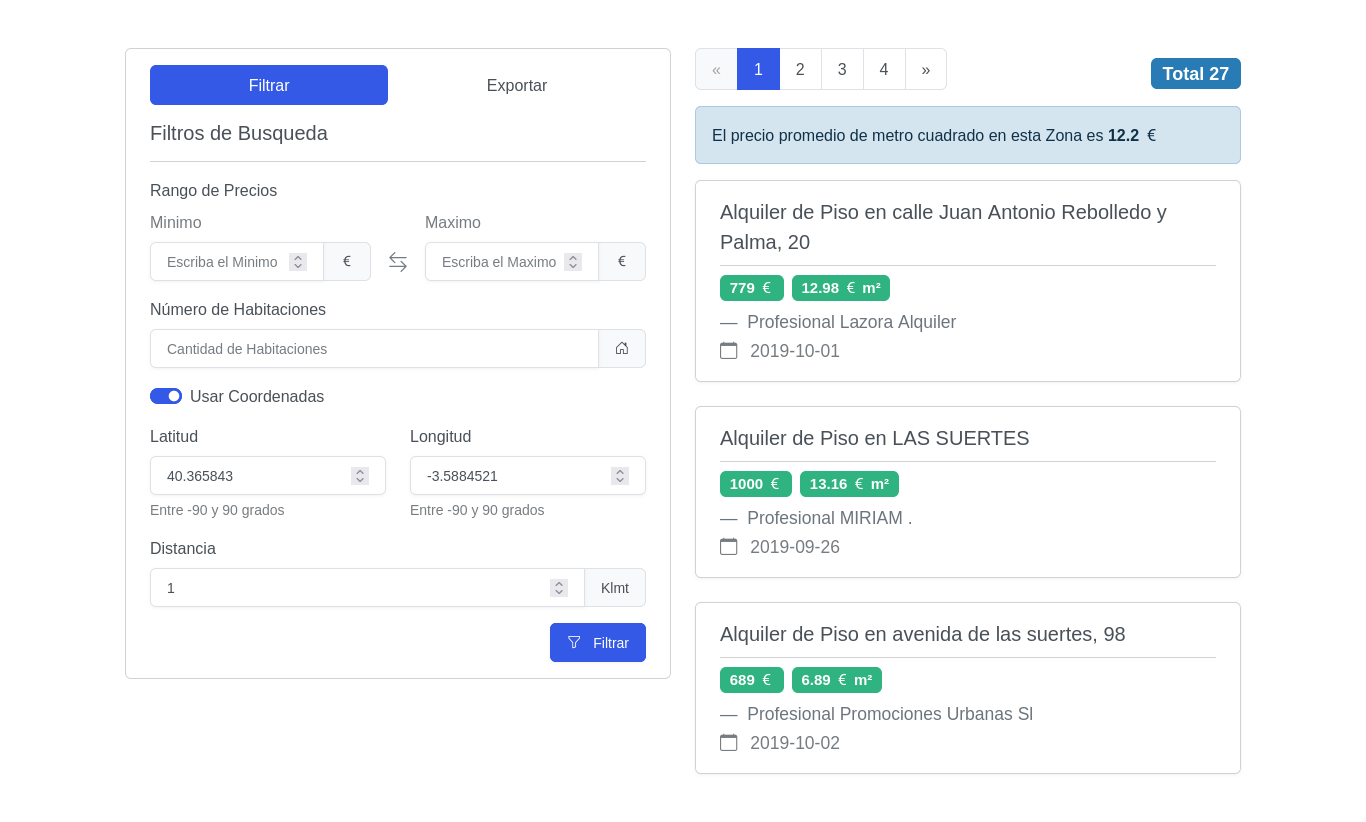 Filtrar
Exportar
Filtros de Busqueda
Rango de Precios
Minimo
Maximo
Escriba el Minimo €
Escriba el Maximo €
Número de Habitaciones
Cantidad de Habitaciones
Usar Coordenadas
Latitud
Longitud
40.365843
-3.5884521
Entre -90 y 90 grados
Entre -90 y 90 grados
Distancia
1 Klmt
Filtrar
« 1 2 3 4 »
Total 27
El precio promedio de metro cuadrado en esta Zona es 12.2 €
Alquiler de Piso en calle Juan Antonio Rebolledo y
Palma, 20
779 € 12.98 € m²
— Profesional Lazora Alquiler
2019-10-01
Alquiler de Piso en LAS SUERTES
1000 € 13.16 € m²
— Profesional MIRIAM .
2019-09-26
Alquiler de Piso en avenida de las suertes, 98
689 € 6.89 € m²
— Profesional Promociones Urbanas Sl
2019-10-02